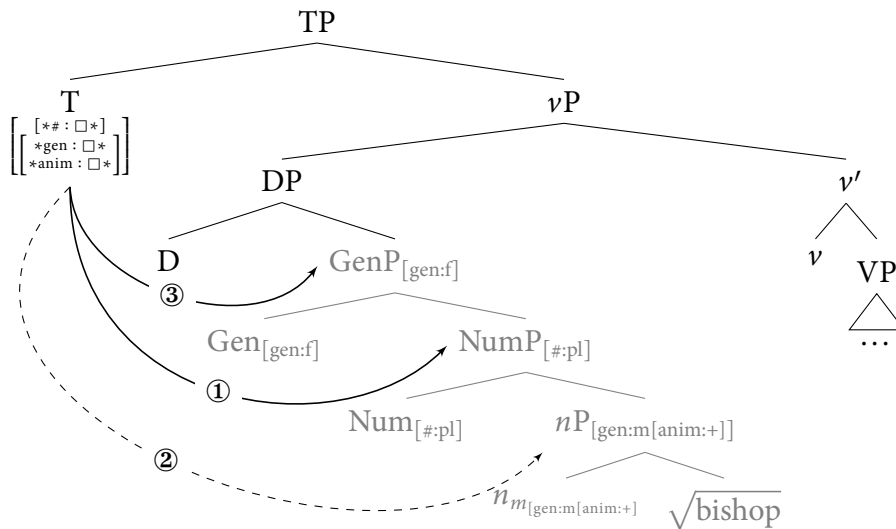 TP
T
νP
[*#: □*]
*gen: □*
*anim: □*
DP
ν′
D
GenP[gen:f]
ν
VP
③
Gen[gen:f]
NumP[#:pl]
…
①
Num[#:pl]
nP[gen:m[anim:+]]
②
nm[gen:m[anim:+]
√bishop